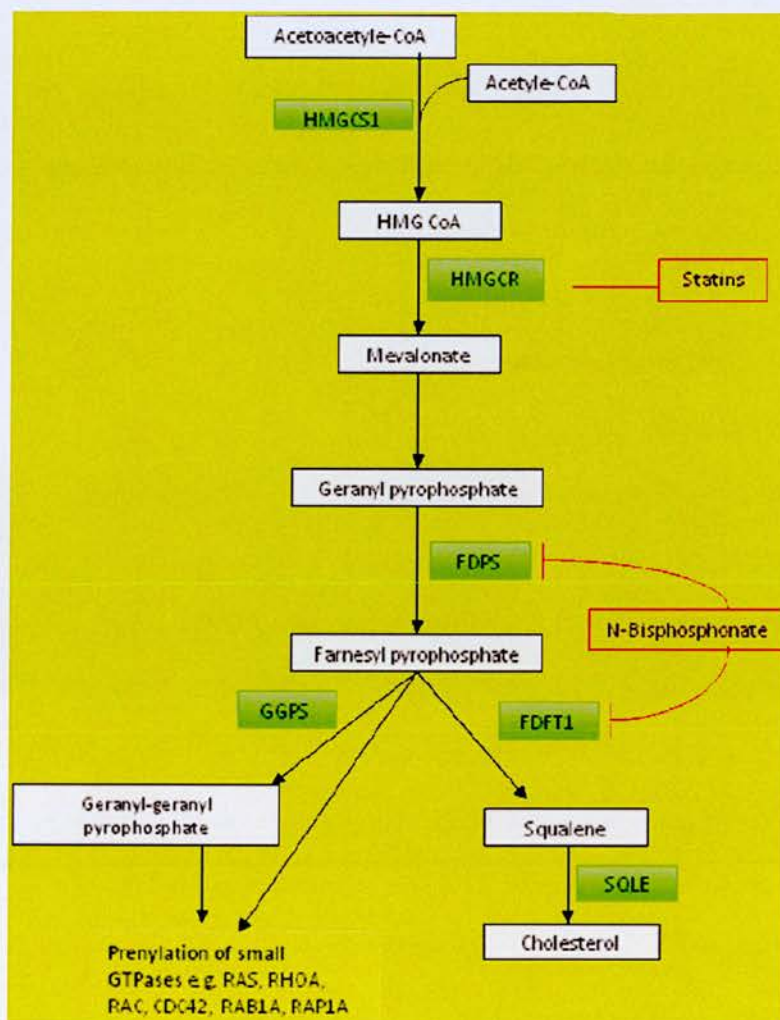 Acetoacetyle-CoA
Acetyle-CoA
HMGCS1
HMG CoA
HMGCR
Statins
Mevalonate
Geranyl pyrophosphate
FDPS
N-Bisphosphonate
Farnesyl pyrophosphate
GGPS
FDFT1
Geranyl-geranyl
pyrophosphate
Squalene
SQLE
Cholesterol
Prenylation of small
GTPases e.g. RAS, RHOA,
RAC, CDC42, RAB1A, RAP1A